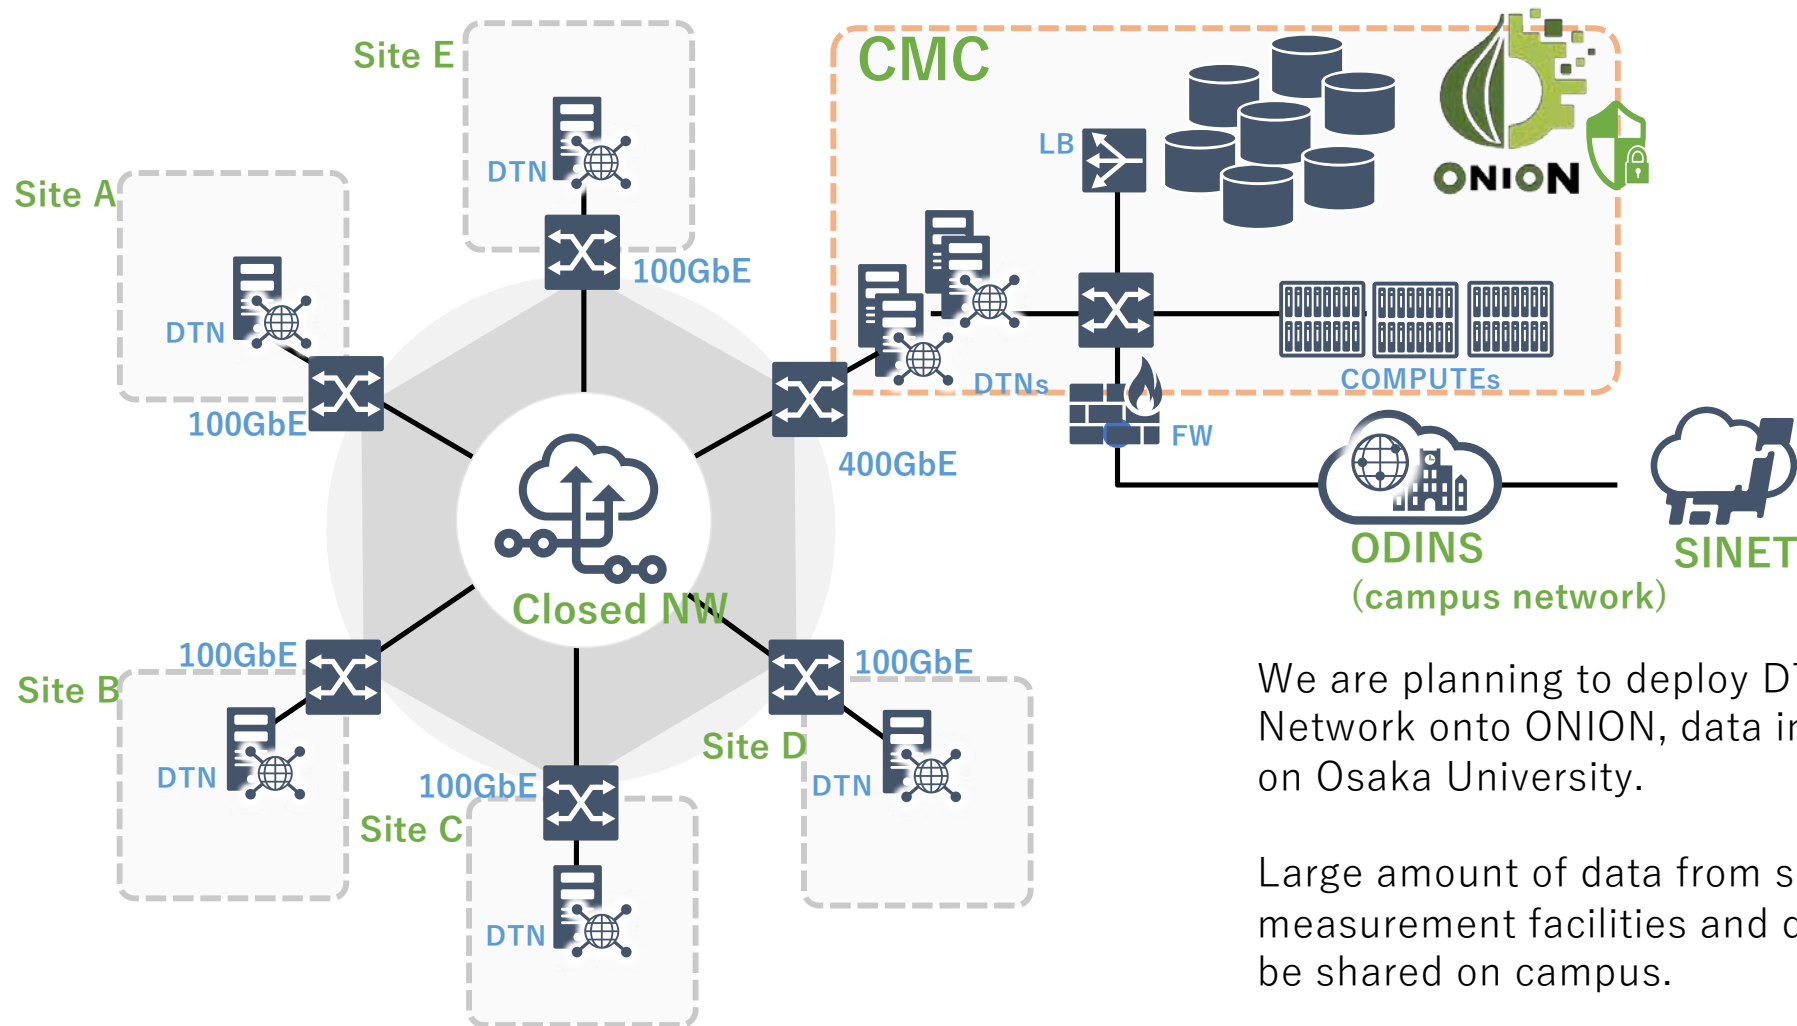 Site E
DTN
100GbE
Site A
DTN
100GbE
CMC
LB
ONION
DTNs
COMPUTEs
400GbE
FW
ODINS
(campus network)
SINET
Closed NW
100GbE
Site B
DTN
100GbE
Site C
DTN
100GbE
Site D
DTN
We are planning to deploy
Network onto ONION, data
on Osaka University.
Large amount of data from
measurement facilities and
be shared on campus.